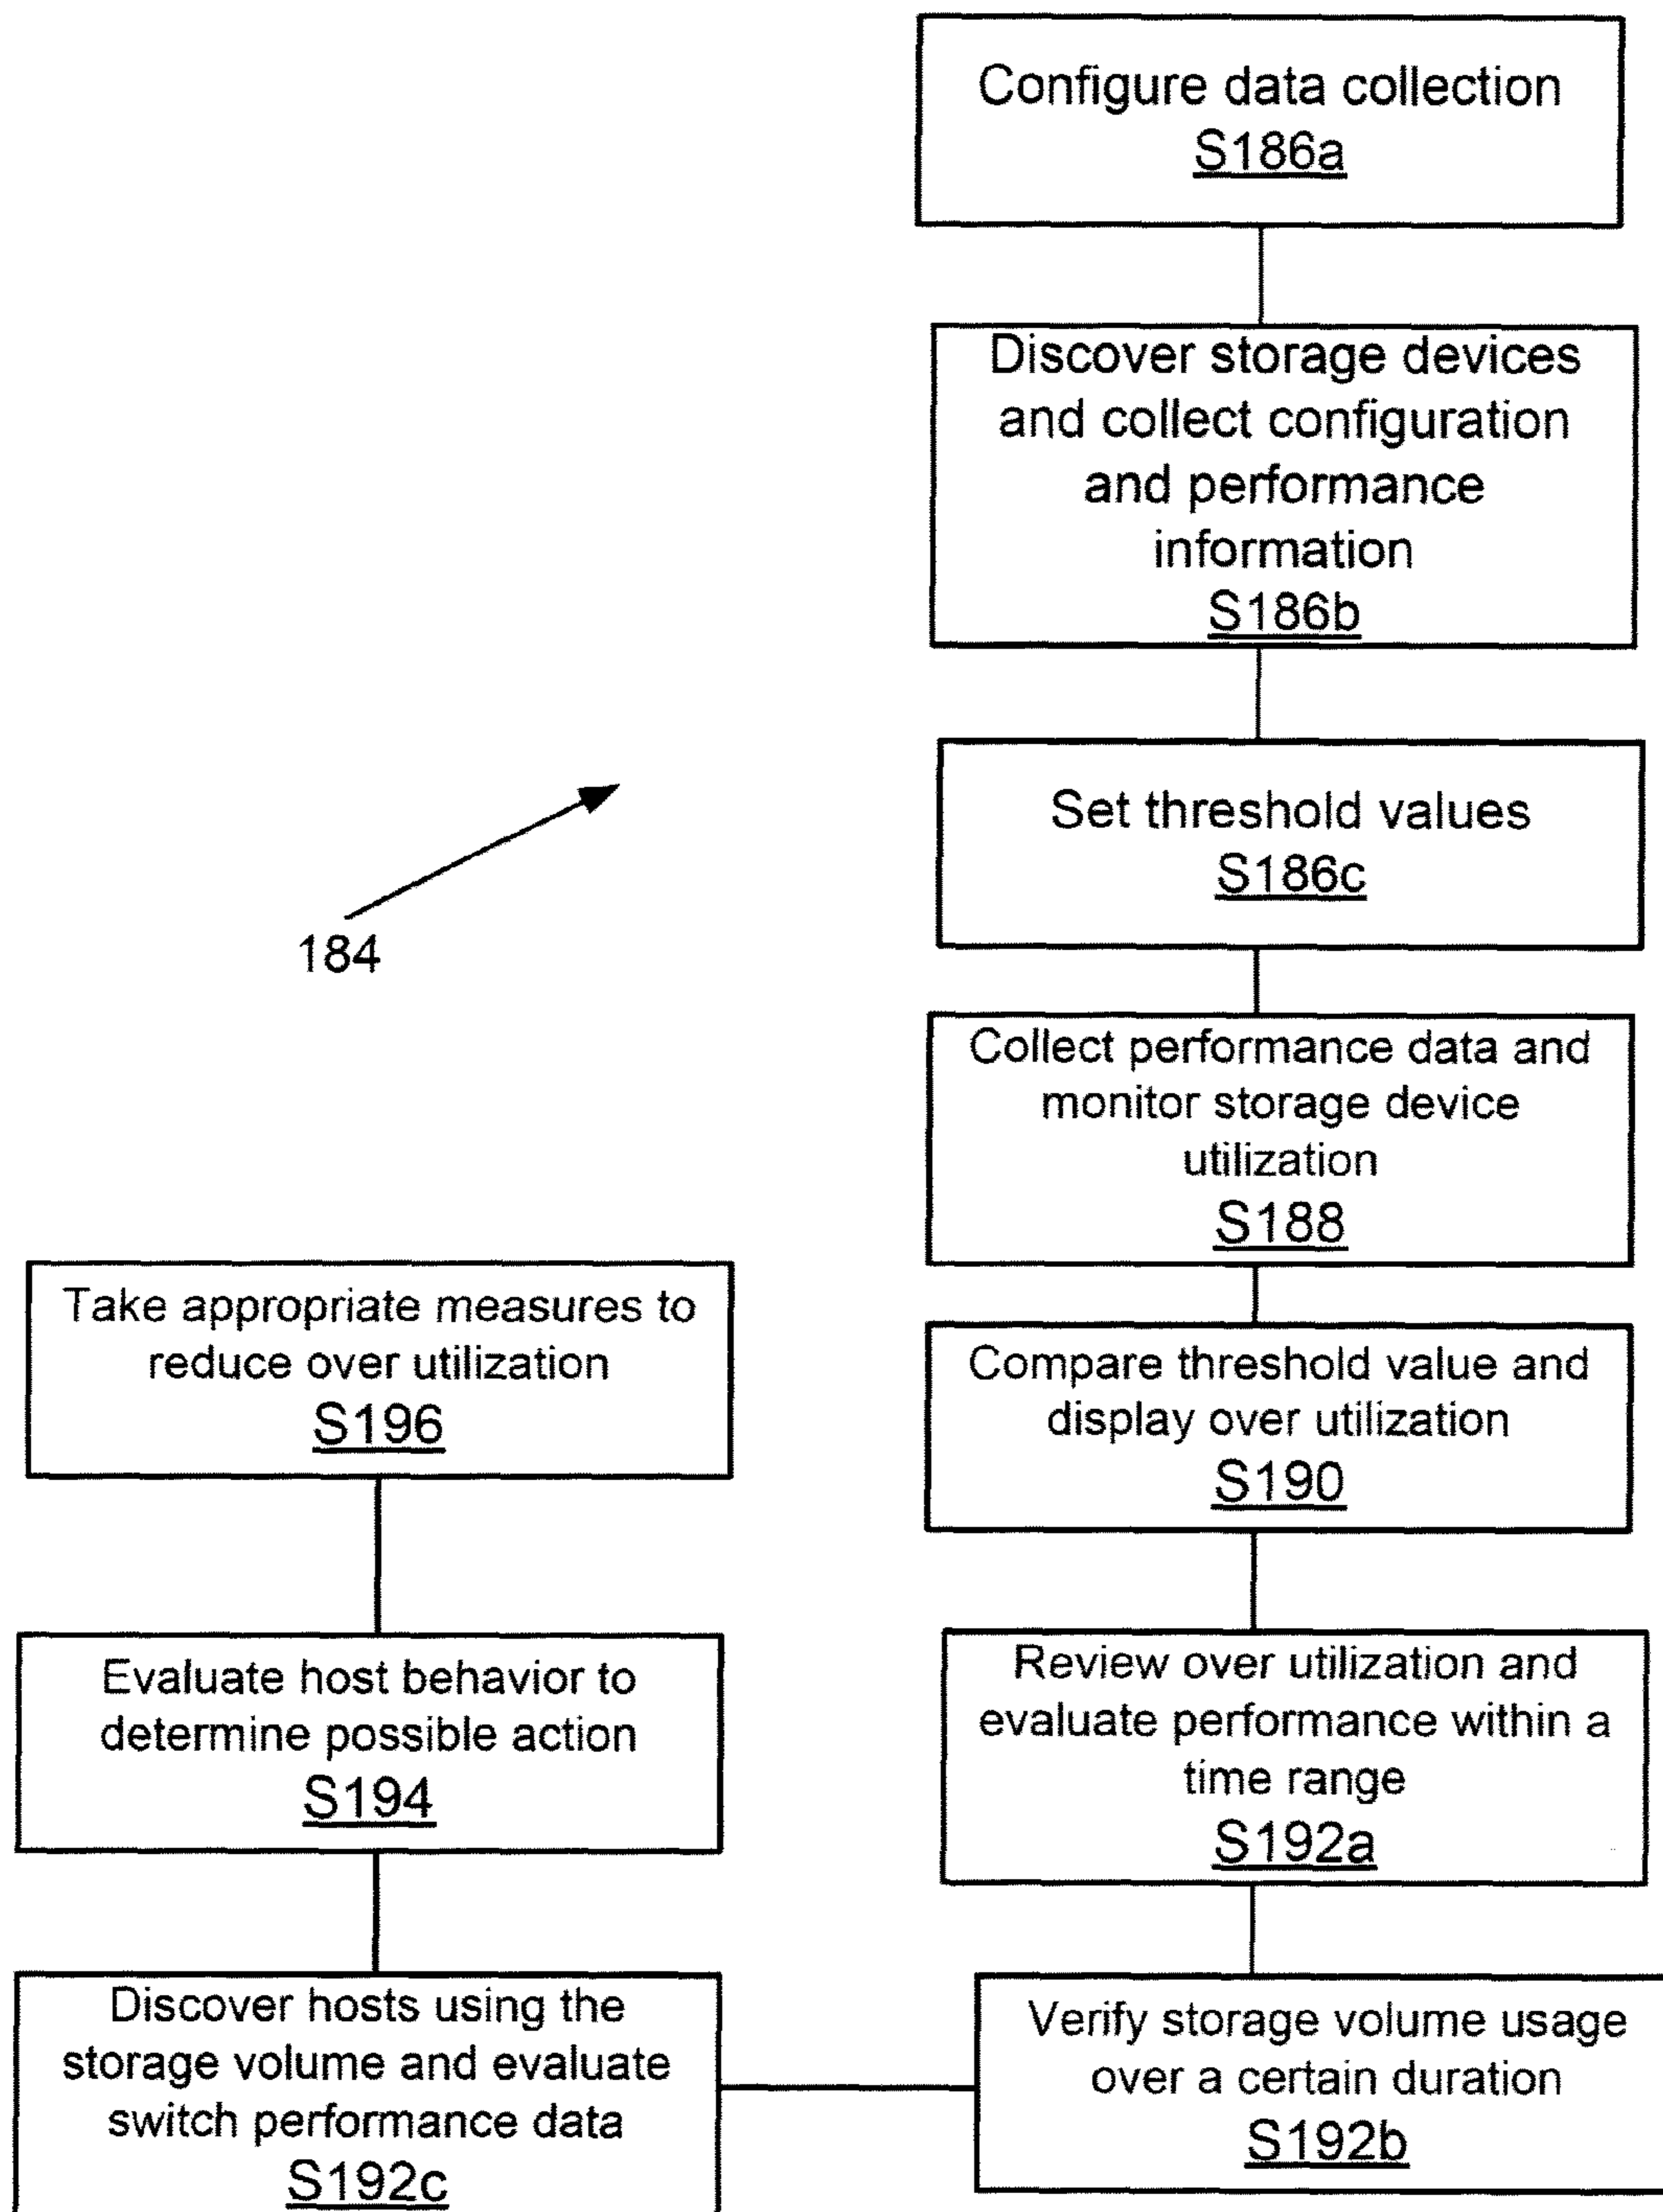 Configure data collection
S186a
Discover storage devices
and collect configuration
and performance
information
S186b
Set threshold values
S186c
184
Collect performance data and
monitor storage device
utilization
S188
Compare threshold value and
display over utilization
S190
Review over utilization and
evaluate performance within a
time range
S192a
Verify storage volume usage
over a certain duration
S192b
Discover hosts using the
storage volume and evaluate
switch performance data
S192c
Evaluate host behavior to
determine possible action
S194
Take appropriate measures to
reduce over utilization
S196